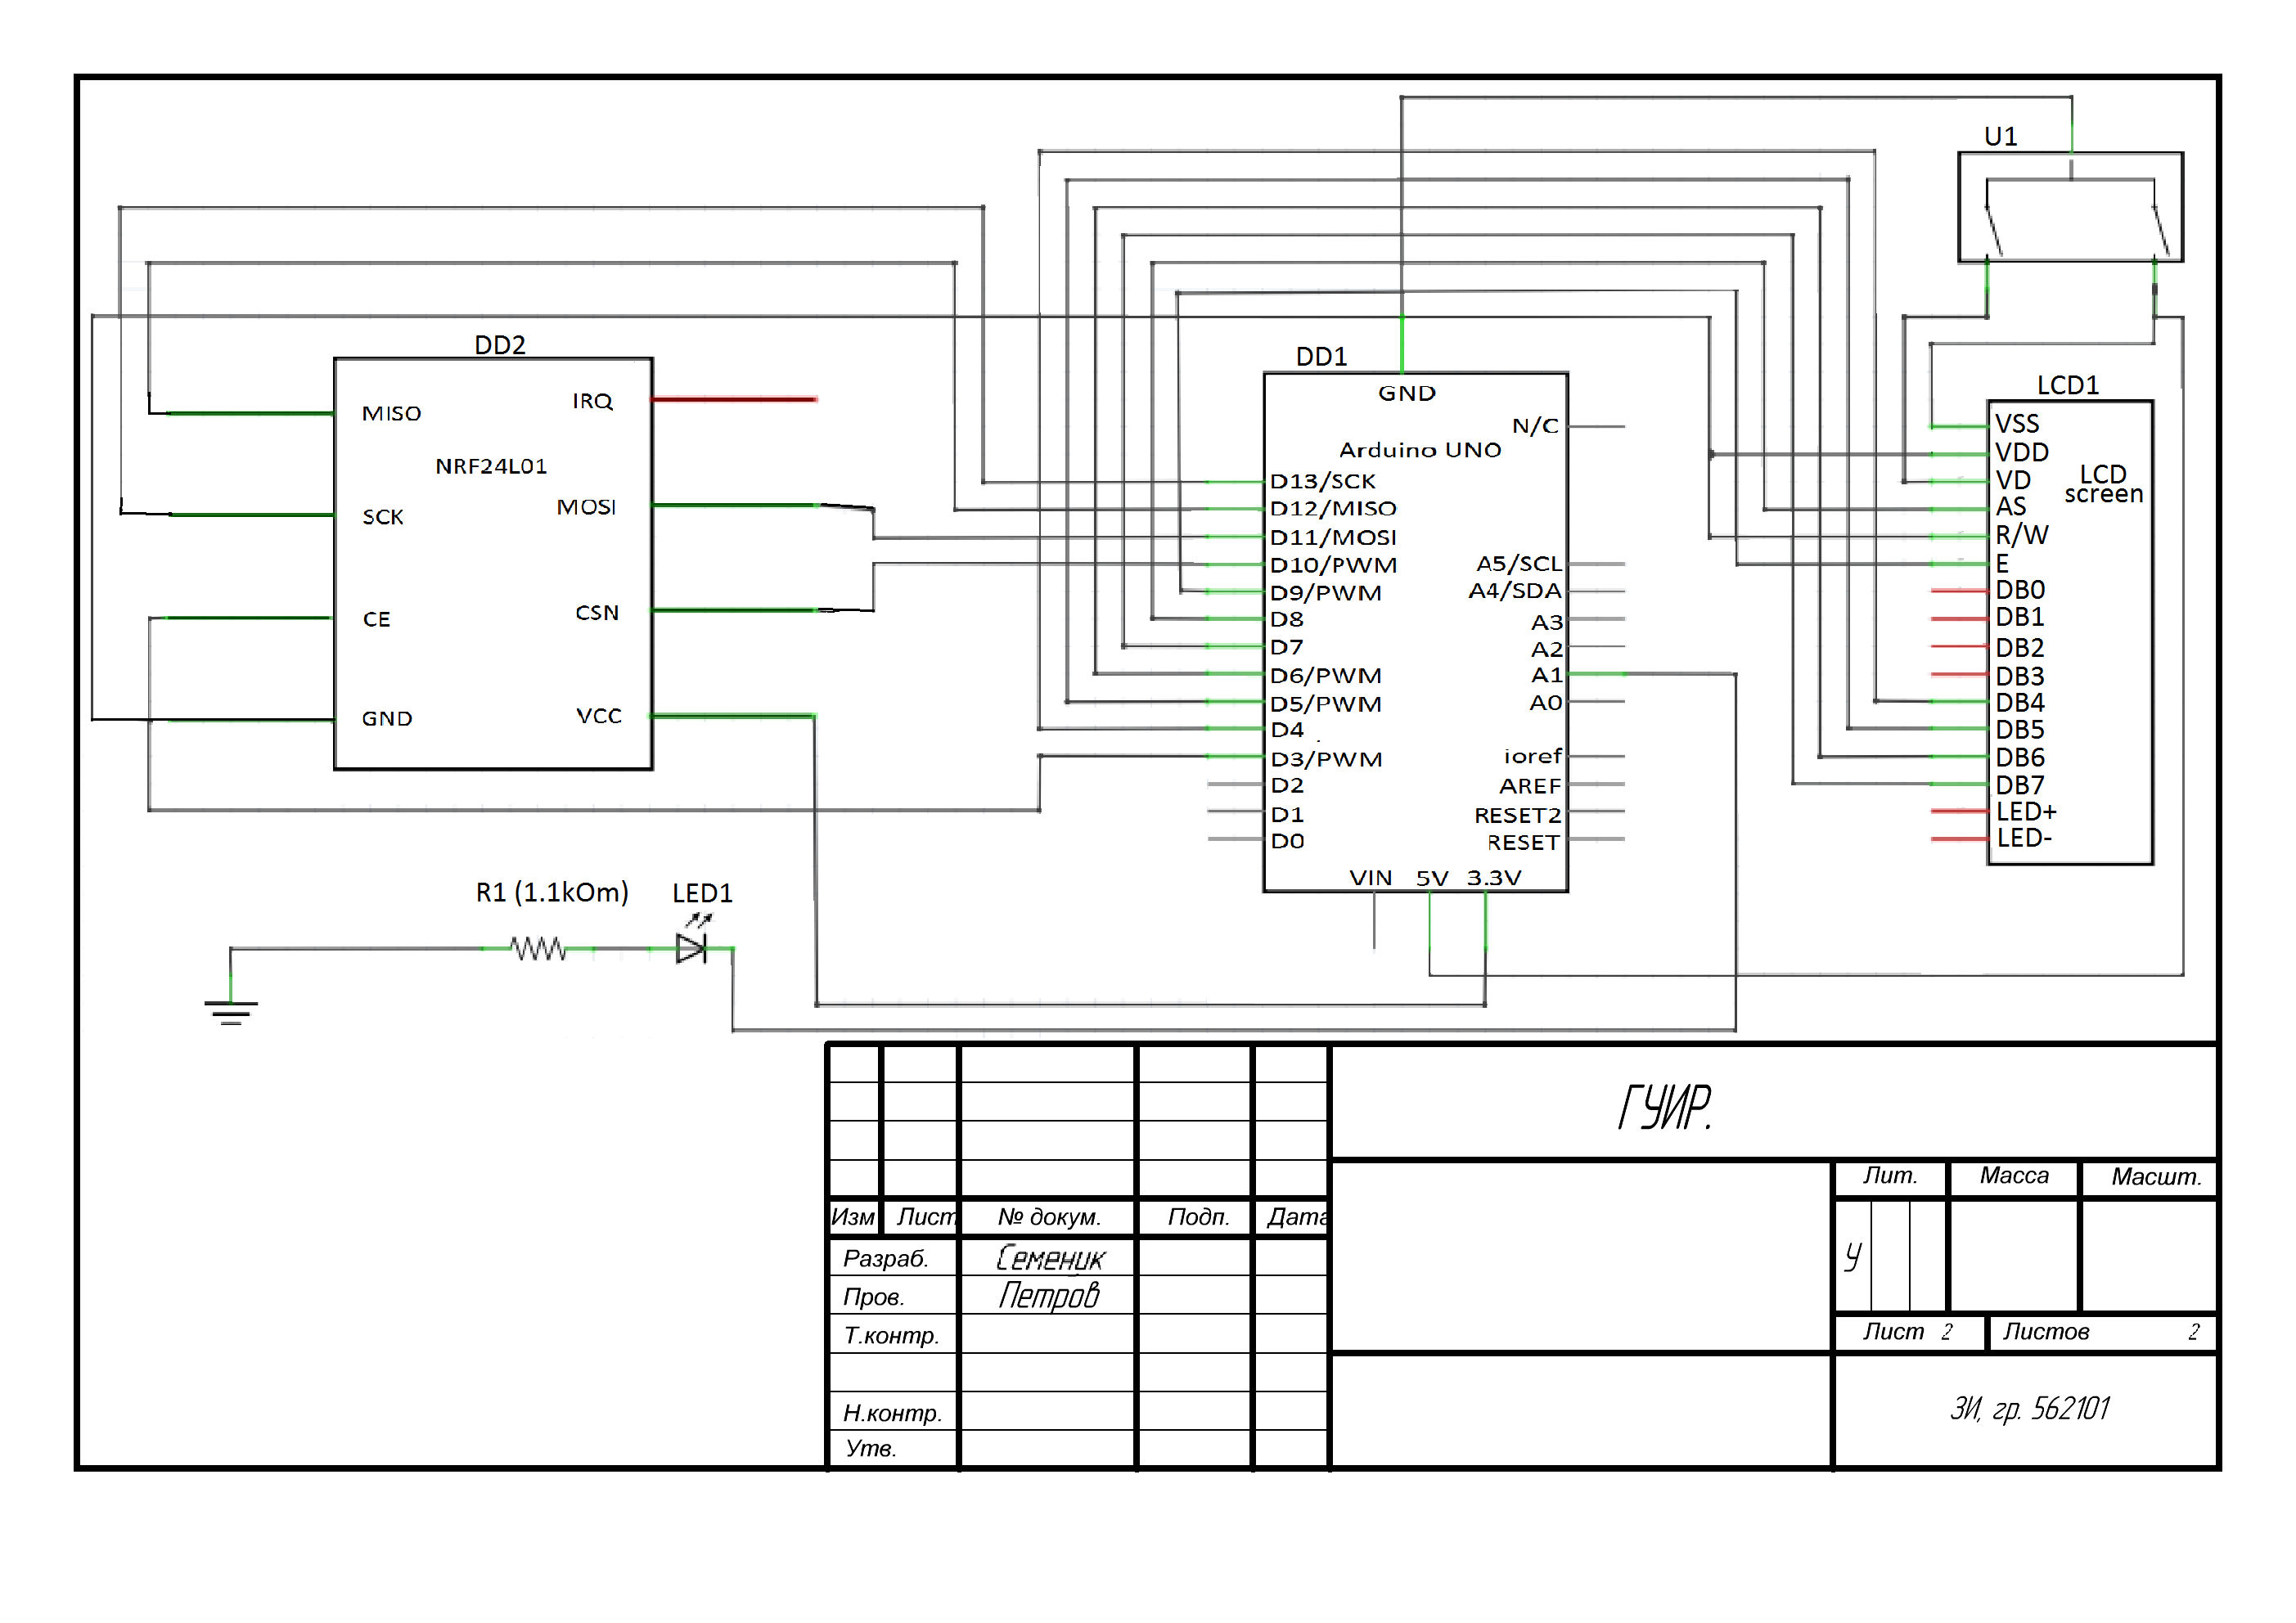 U1
DD2
MISO
IRQ
NRF24L01
SCK
MOSI
CE
CSN
GND
VCC
DD1
GND
N/C
Arduino UNO
D13/SCK
D12/MISO
D11/MOSI
D10/PWM
D9/PWM
D8
D7
D6/PWM
D5/PWM
D4
D3/PWM
D2
D1
D0
A5/SCL
A4/SDA
A3
A2
A1
A0
ioref
AREF
RESET2
RESET
VIN 5V 3.3V
LCD1
LCD
screen
VSS
VDD
VD
AS
R/W
E
DB0
DB1
DB2
DB3
DB4
DB5
DB6
DB7
LED+
LED-
R1 (1.1kOm) LED1
ГУИР.
Лит. Масса Масшт.
Изм Лист № докум. Подп. Дата
Разраб. Семеник
Пров. Петров
Т.контр.
Н.контр.
Утв.
у
Лист 2 Листов 2
ЗИ, гр. 562101